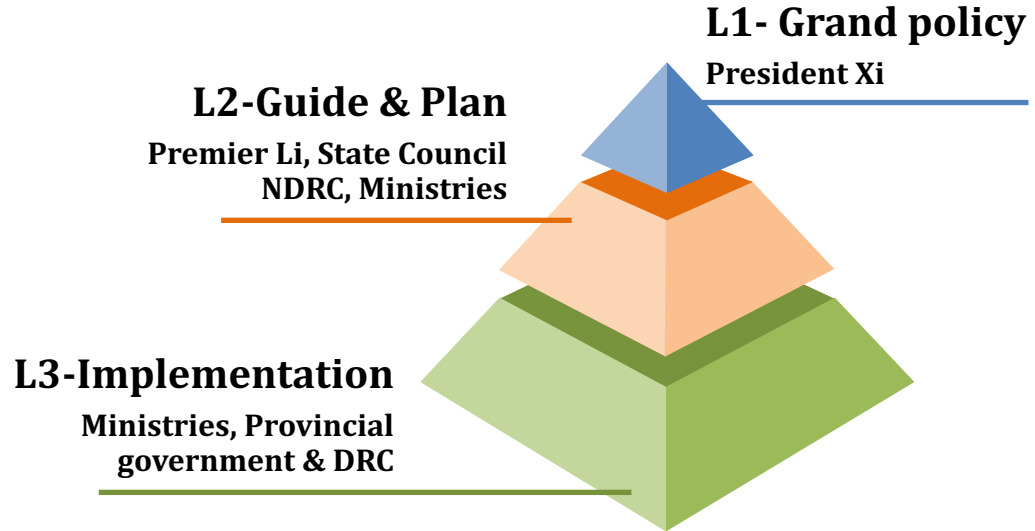 L1- Grand policy
President Xi
L2-Guide & Plan
Premier Li, State Council
NDRC, Ministries
L3-Implementation
Ministries, Provincial
government & DRC